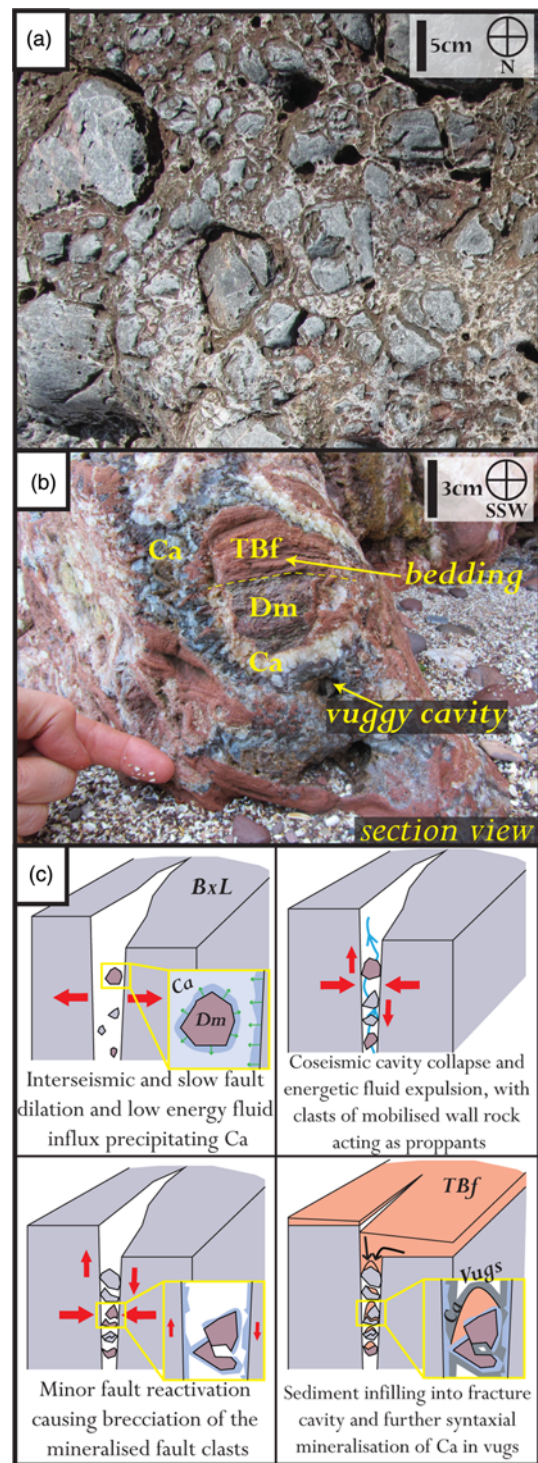 (a)
5cm
N
(b)
3cm
SSW
Ca
TBf
bedding
Dm
Ca
vuggy cavity
section view
(c)
BxL
Ca
Dm
Interseismic and slow fault
dilation and low energy fluid
influx precipitating Ca
Coseismic cavity collapse and
energetic fluid expulsion, with
clasts of mobilised wall rock
acting as proppants
Minor fault reactivation
causing brecciation of the
mineralised fault clasts
TBf
Vugs
Sediment infilling into fracture
cavity and further syntaxial
mineralisation of Ca in vugs